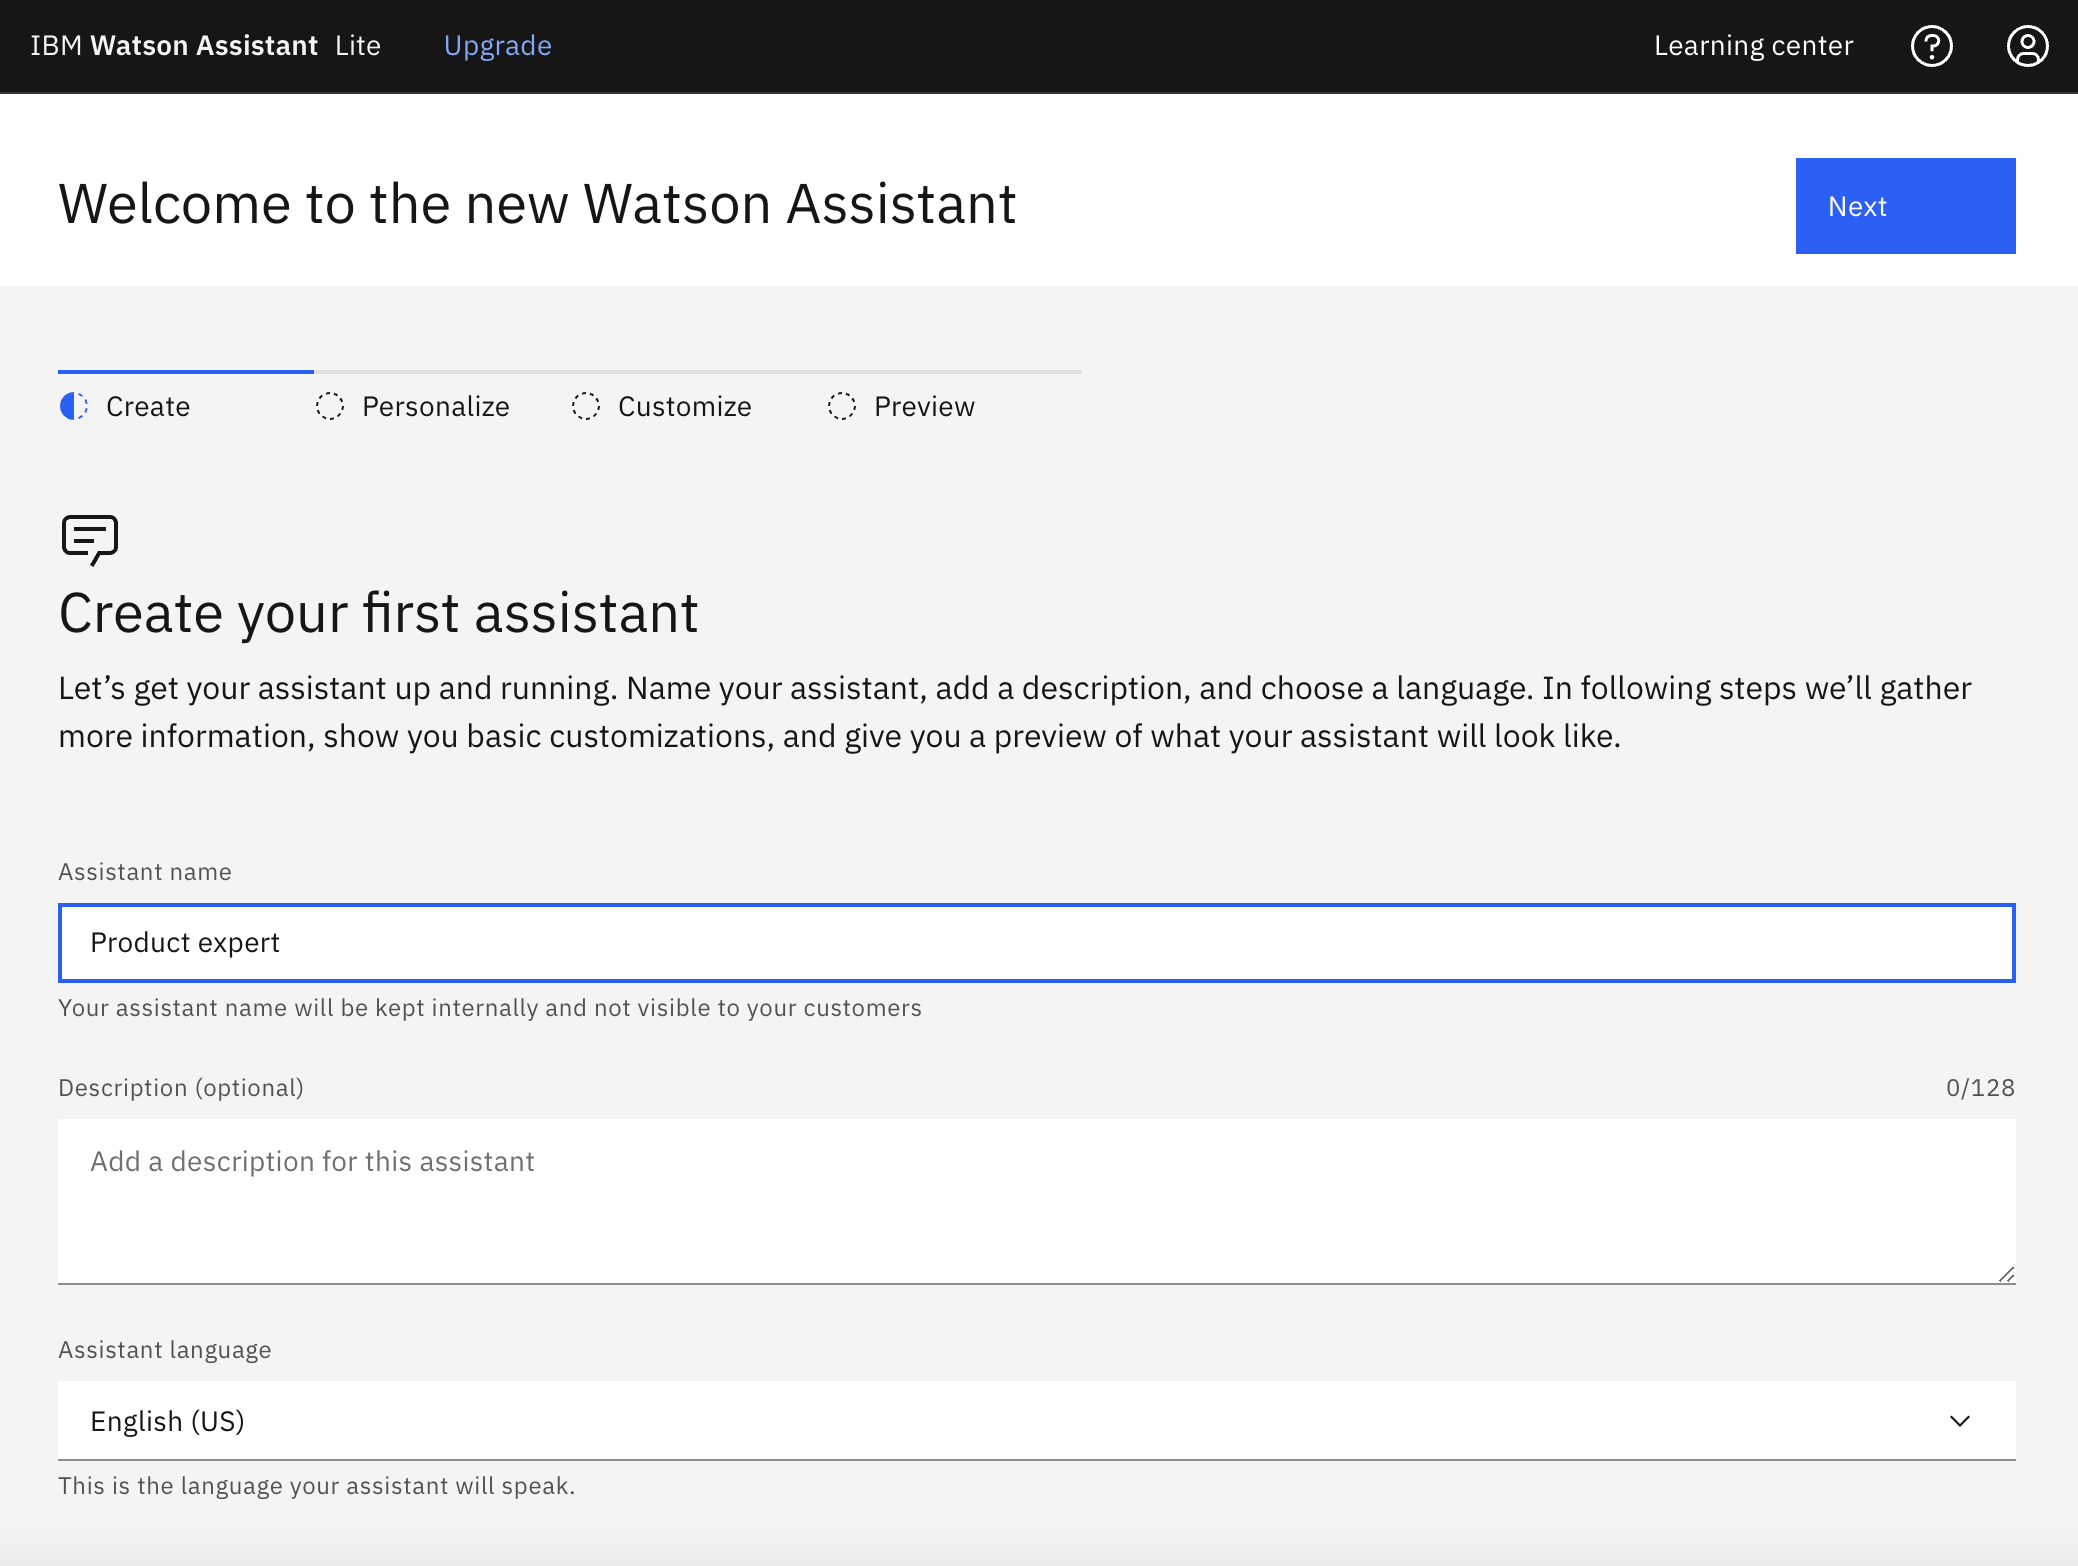 IBM Watson Assistant Lite Upgrade Learning center
Welcome to the new Watson Assistant
Next
Create Personalize Customize Preview
Create your first assistant
Let’s get your assistant up and running. Name your assistant, add a description, and choose a language. In following steps we’ll gather
more information, show you basic customizations, and give you a preview of what your assistant will look like.
Assistant name
Product expert
Your assistant name will be kept internally and not visible to your customers
Description (optional) 0/128
Add a description for this assistant
Assistant language
English (US)
This is the language your assistant will speak.